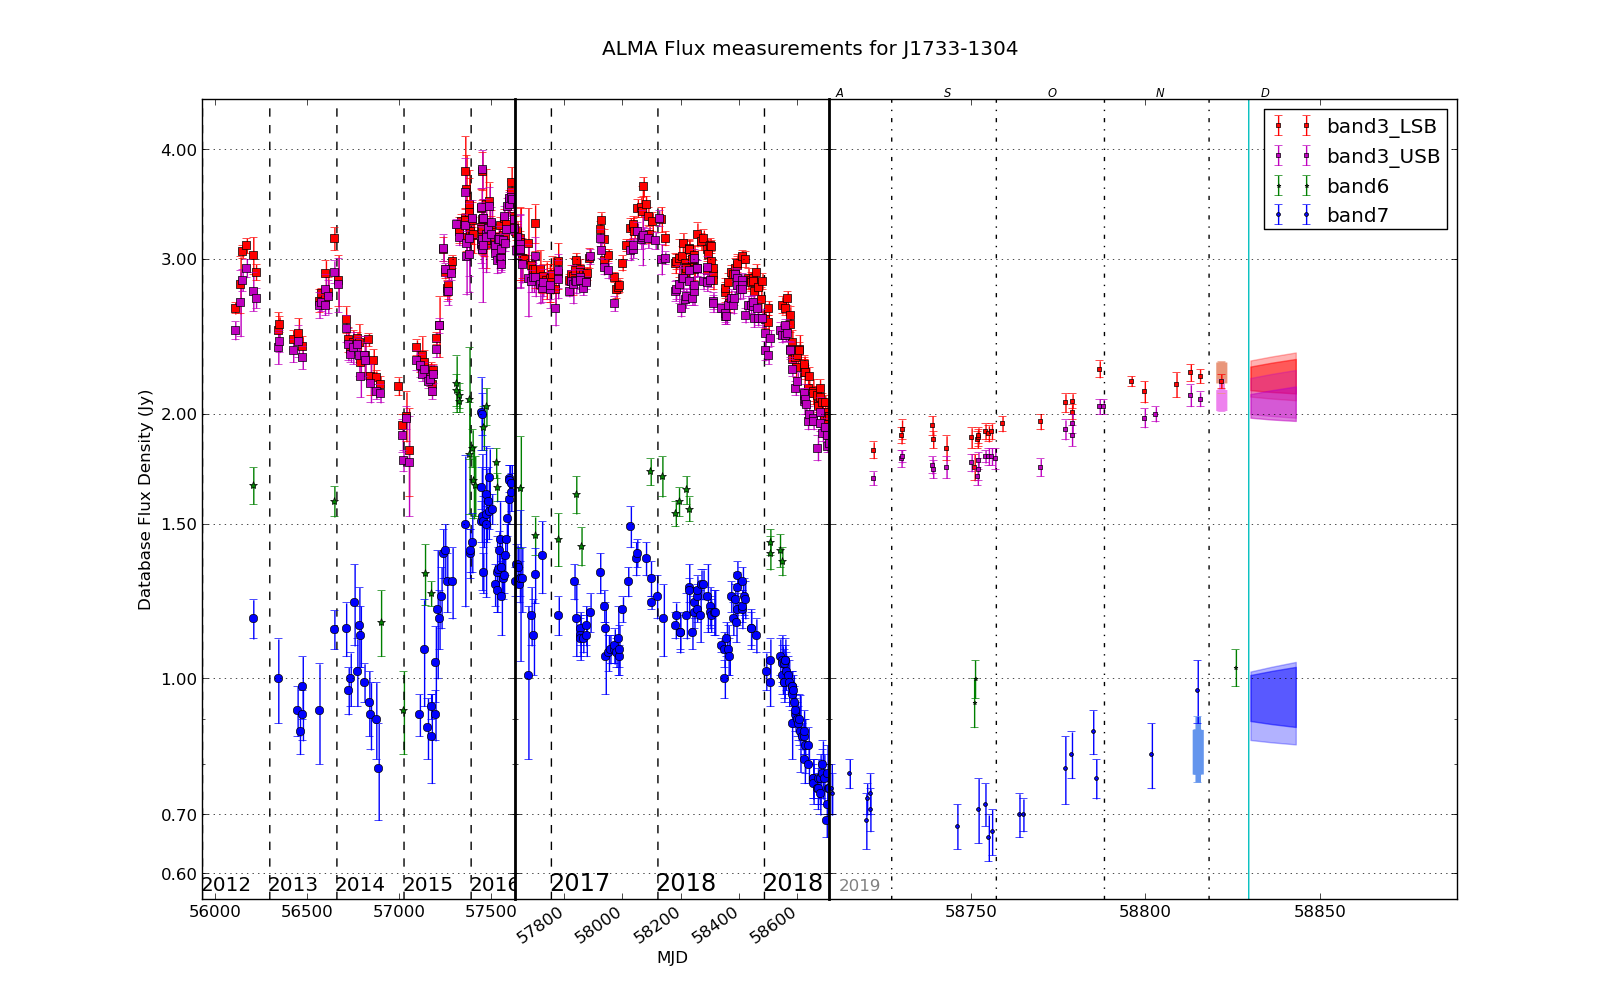 ALMA Flux measurements for J1733-1304
A S O N D
band3_LSB
band3_USB
band6
band7
4.00
3.00
2.00
1.50
1.00
0.70
0.60
Database Flux Density (Jy)
2012 2013 2014 2015 2016 2017 2018 2018 2019
56000 56500 57000 57500 57800 58000 58200 58400 58600 58750 58800 58850
MJD